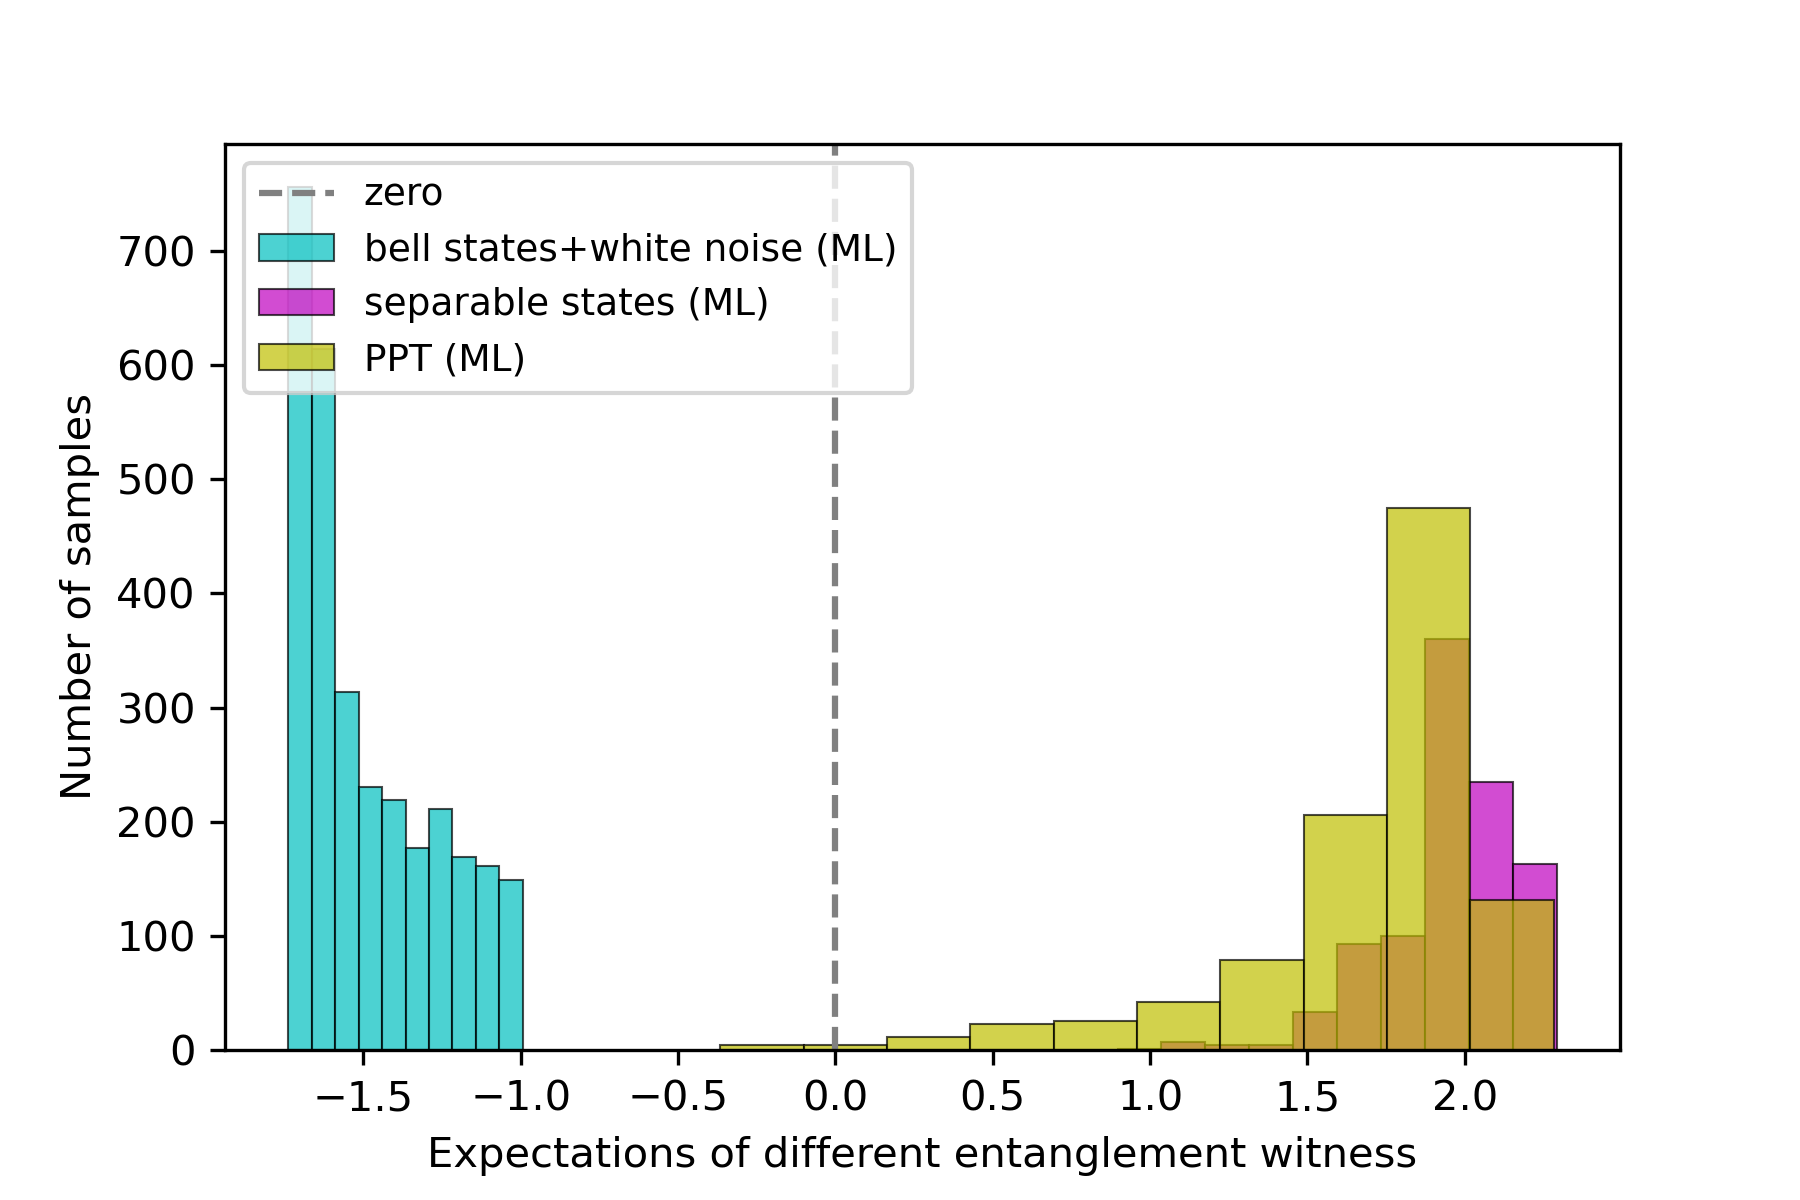 zero
bell states+white noise (ML)
separable states (ML)
PPT (ML)
700
600
500
400
300
200
100
0
Number of samples
−1.5 −1.0 −0.5 0.0 0.5 1.0 1.5 2.0
Expectations of different entanglement witness